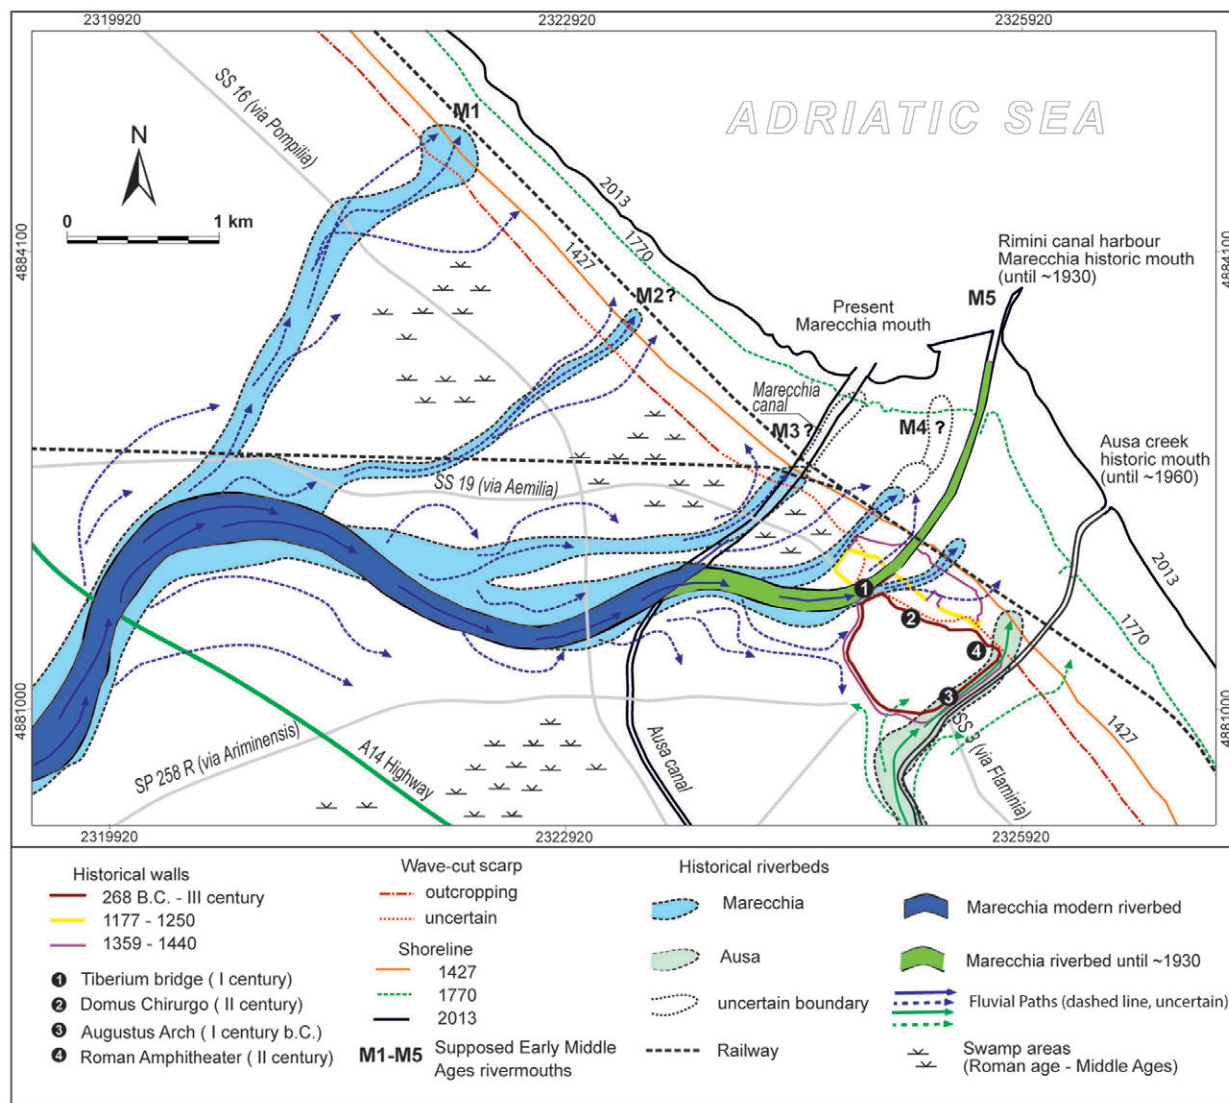 2319920
2322920
2325920
4884100
4881000
4884100
4881000
2319920
2322920
2325920
ADRIATIC SEA
N
0
1 km
SS 16 (via Pompilia)
M1
M2?
M3?
M4 ?
M5
2013
1770
1427
Rimini canal harbour
Marecchia historic mouth
(until ~1930)
Present
Marecchia mouth
Marecchia
canal
Ausa creek
historic mouth
(until ~1960)
SS 19 (via Aemilia)
2013
1770
1427
1
2
3
4
SP 258 R (via Ariminensis)
A14 Highway
Ausa canal
SS 3 (via Flaminia)
Historical walls
268 B.C. - III century
1177 - 1250
1359 - 1440
1 Tiberium bridge ( I century)
2 Domus Chirurgo ( II century)
3 Augustus Arch ( I century b.C.)
4 Roman Amphitheater ( II century)
Wave-cut scarp
outcropping
uncertain
Shoreline
1427
1770
2013
M1-M5 Supposed Early Middle
Ages rivermouths
Historical riverbeds
Marecchia
Ausa
uncertain boundary
Railway
Marecchia modern riverbed
Marecchia riverbed until ~1930
Fluvial Paths (dashed line, uncertain)
Swamp areas
(Roman age - Middle Ages)